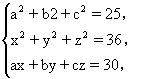 a² + b2 + c² = 25,
x² + y² + z² = 36,
ax + by + cz = 30,